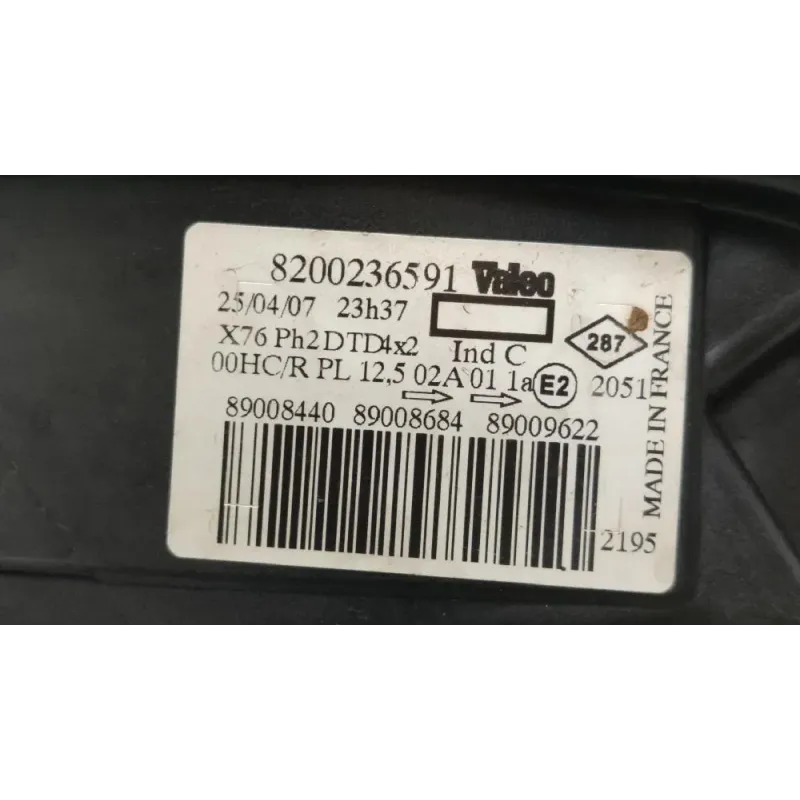 8200236591 Valeo
25/04/07 23h37
X76 Ph2 DTD4x2 Ind C 287
00HC/R PL 12,5 02A 01 1a E2 2051
89008440 89008684 89009622
2195
MADE IN FRANCE